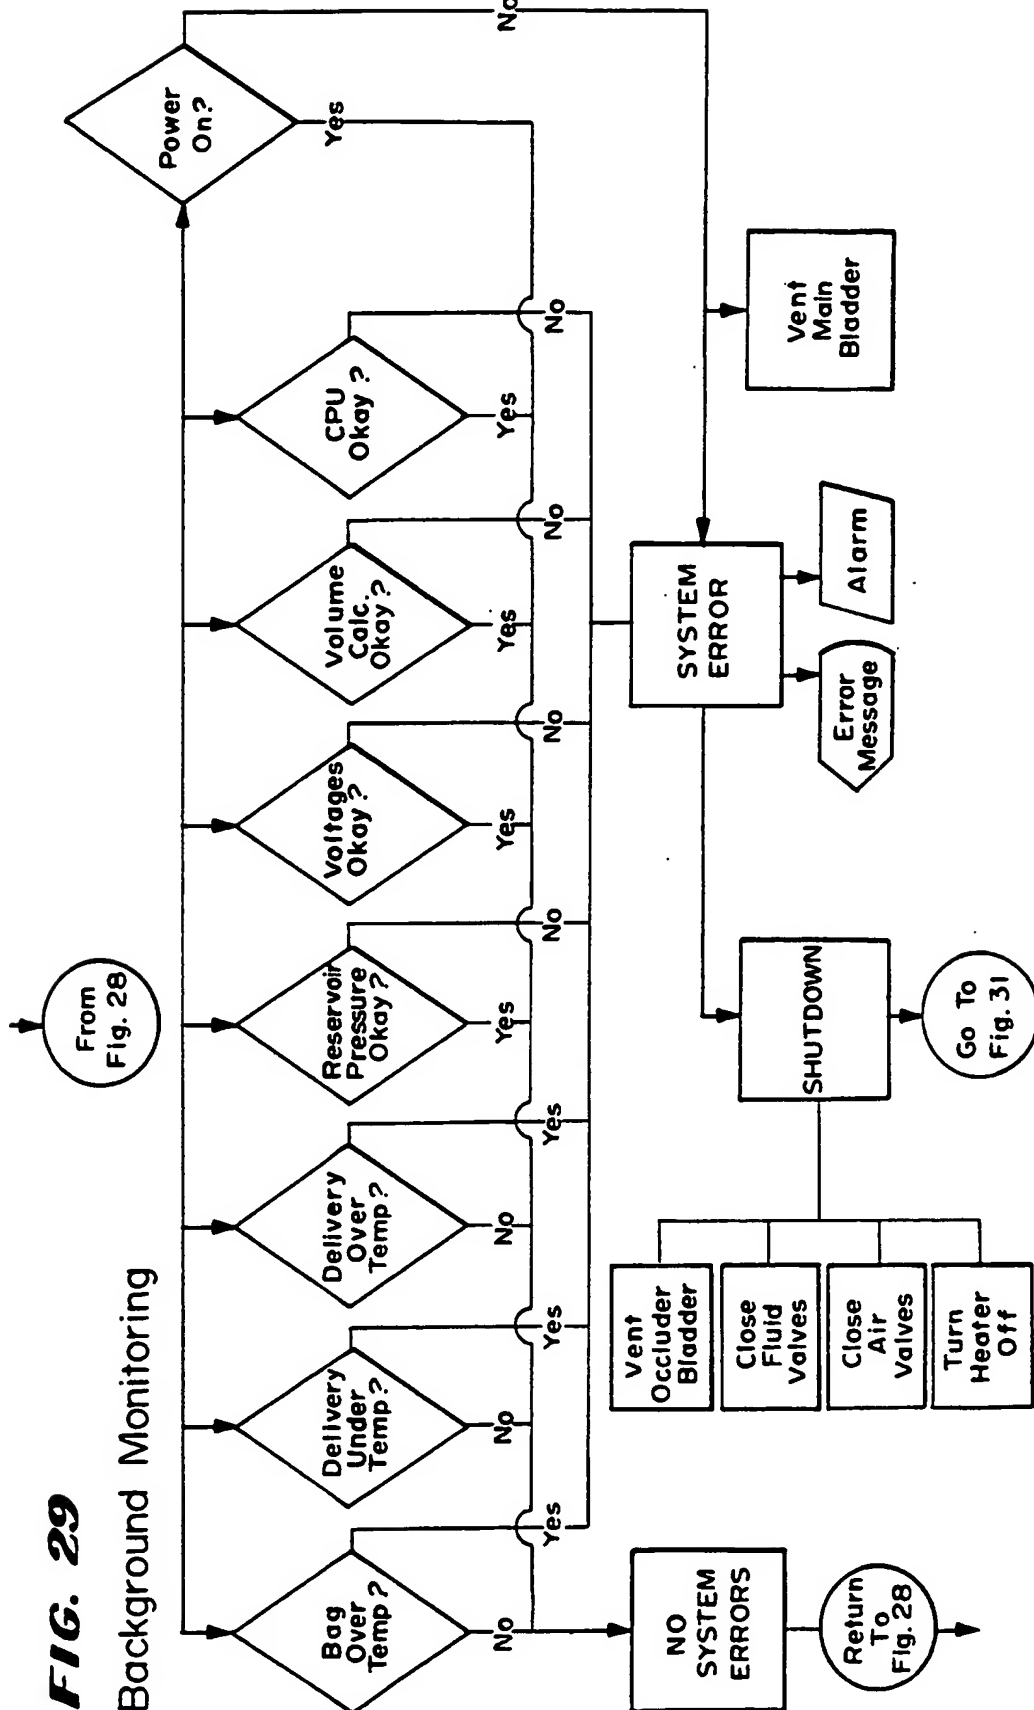 FIG. 29
Background Monitoring
From
Fig. 28
Bag
Over
Temp?
Yes
No
Delivery
Under
Temp?
Yes
No
Delivery
Over
Temp?
Yes
No
Reservoir
Pressure
Okay?
No
Yes
Voltages
Okay?
No
Yes
Volume
Calc.
Okay?
No
Yes
CPU
Okay?
No
Yes
Power
On?
No
Yes
NO
SYSTEM
ERRORS
Return
To
Fig. 28
SYSTEM
ERROR
Error
Message
Alarm
Vent
Main
Bladder
SHUTDOWN
Go To
Fig. 31
Vent
Occluder
Bladder
Close
Fluid
Valves
Close
Air
Valves
Turn
Heater
Off